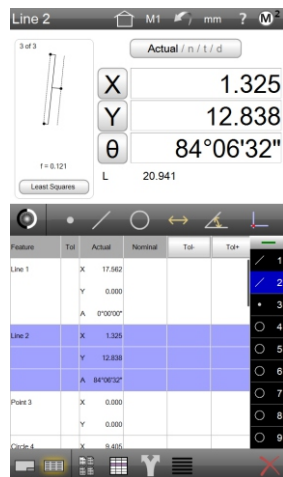 Line 2 M1 mm ? M²
3 of 3
Actual / n / t / d
X 1.325
Y 12.838
θ 84°06'32"
f = 0.121
L 20.941
Least Squares
Feature Tol Actual Nominal Tol- Tol+
Line 1 X 17.562
Y 0.000
A 0°00'00"
Line 2 X 1.325
Y 12.838
A 84°06'32"
Point 3 X 0.000
Y 0.000
Circle 4 X 9.405
1
2
3
4
5
6
7
8
9